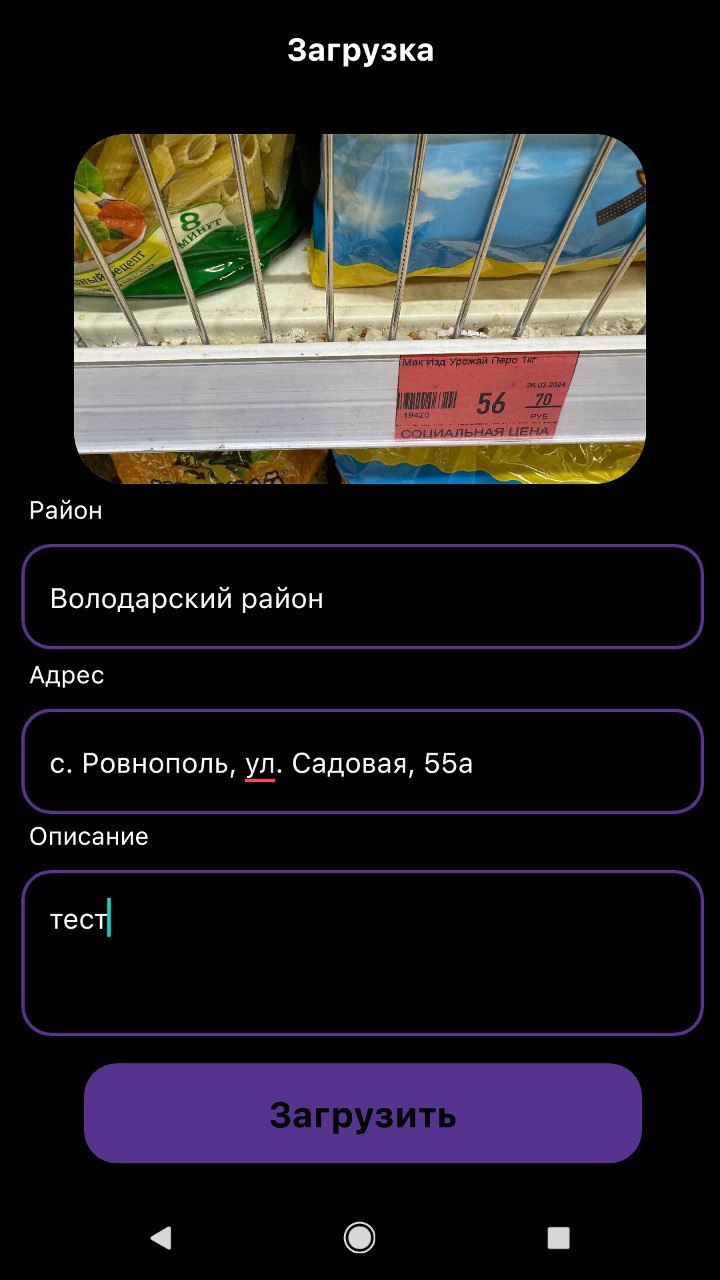 Загрузка
8
МИНУТ
Мак Изд Урожай Перо 1кг
26.03.2024
56 70
РУБ
19420
СОЦИАЛЬНАЯ ЦЕНА
Район
Володарский район
Адрес
с. Ровнополь, ул. Садовая, 55а
Описание
тест
Загрузить